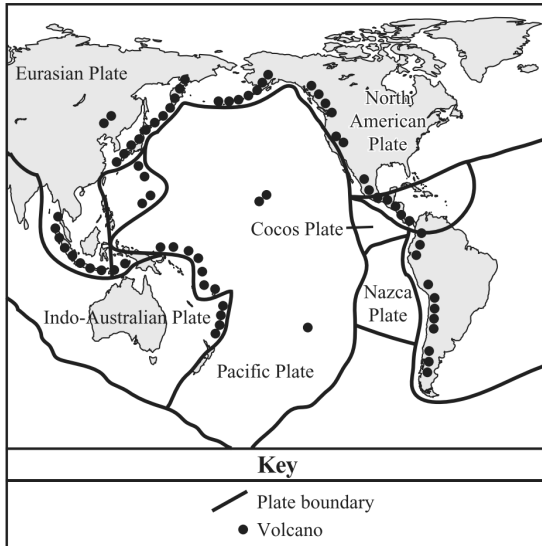 Eurasian Plate
North
American
Plate
Cocos Plate
Nazca
Plate
Indo-Australian Plate
Pacific Plate
Key
Plate boundary
Volcano